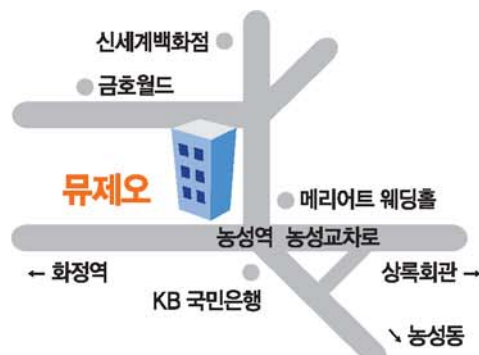 신세계백화점
금호월드
뮤제오
메리어트 웨딩홀
농성역 농성교차로
← 화정역
상록회관 →
KB 국민은행
↘ 농성동